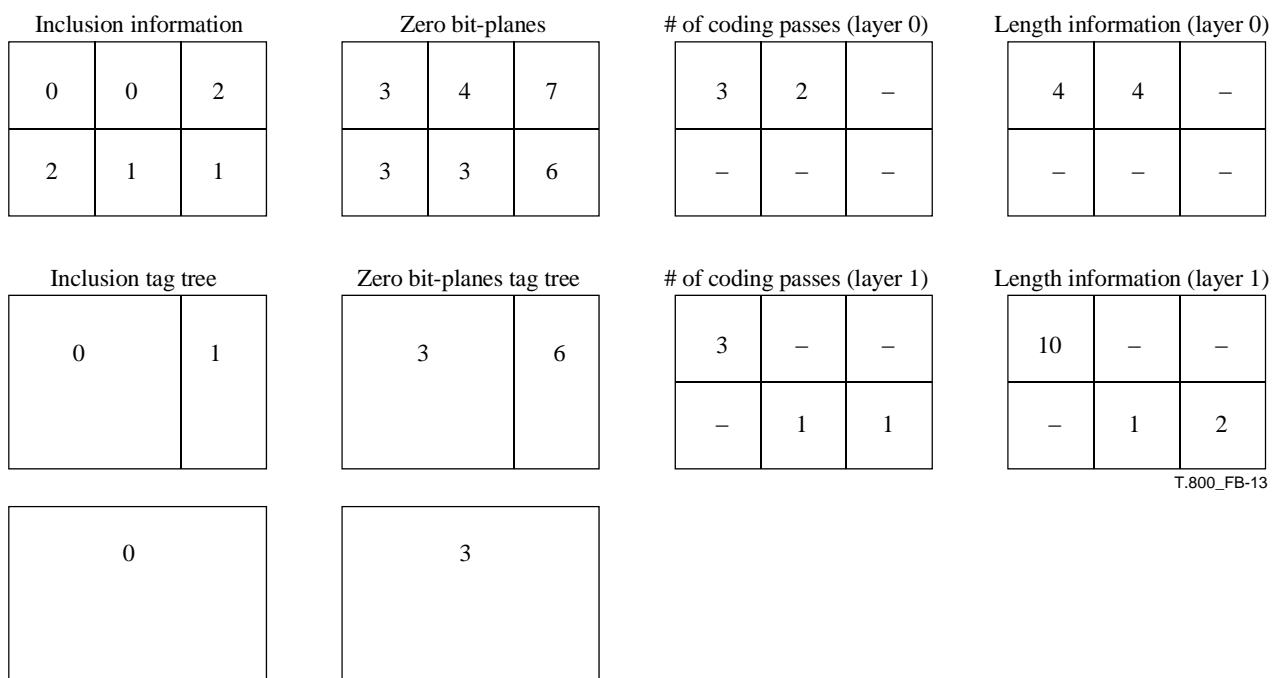 Inclusion information Zero bit-planes # of coding passes (layer 0) Length information (layer 0)
0 0 2 3 4 7 3 2 – 4 4 –
2 1 1 3 3 6 – – – – – –
Inclusion tag tree Zero bit-planes tag tree # of coding passes (layer 1) Length information (layer 1)
0 1 3 6 3 – – 10 – –
– 1 1 – 1 2
T.800_FB-13
0 3